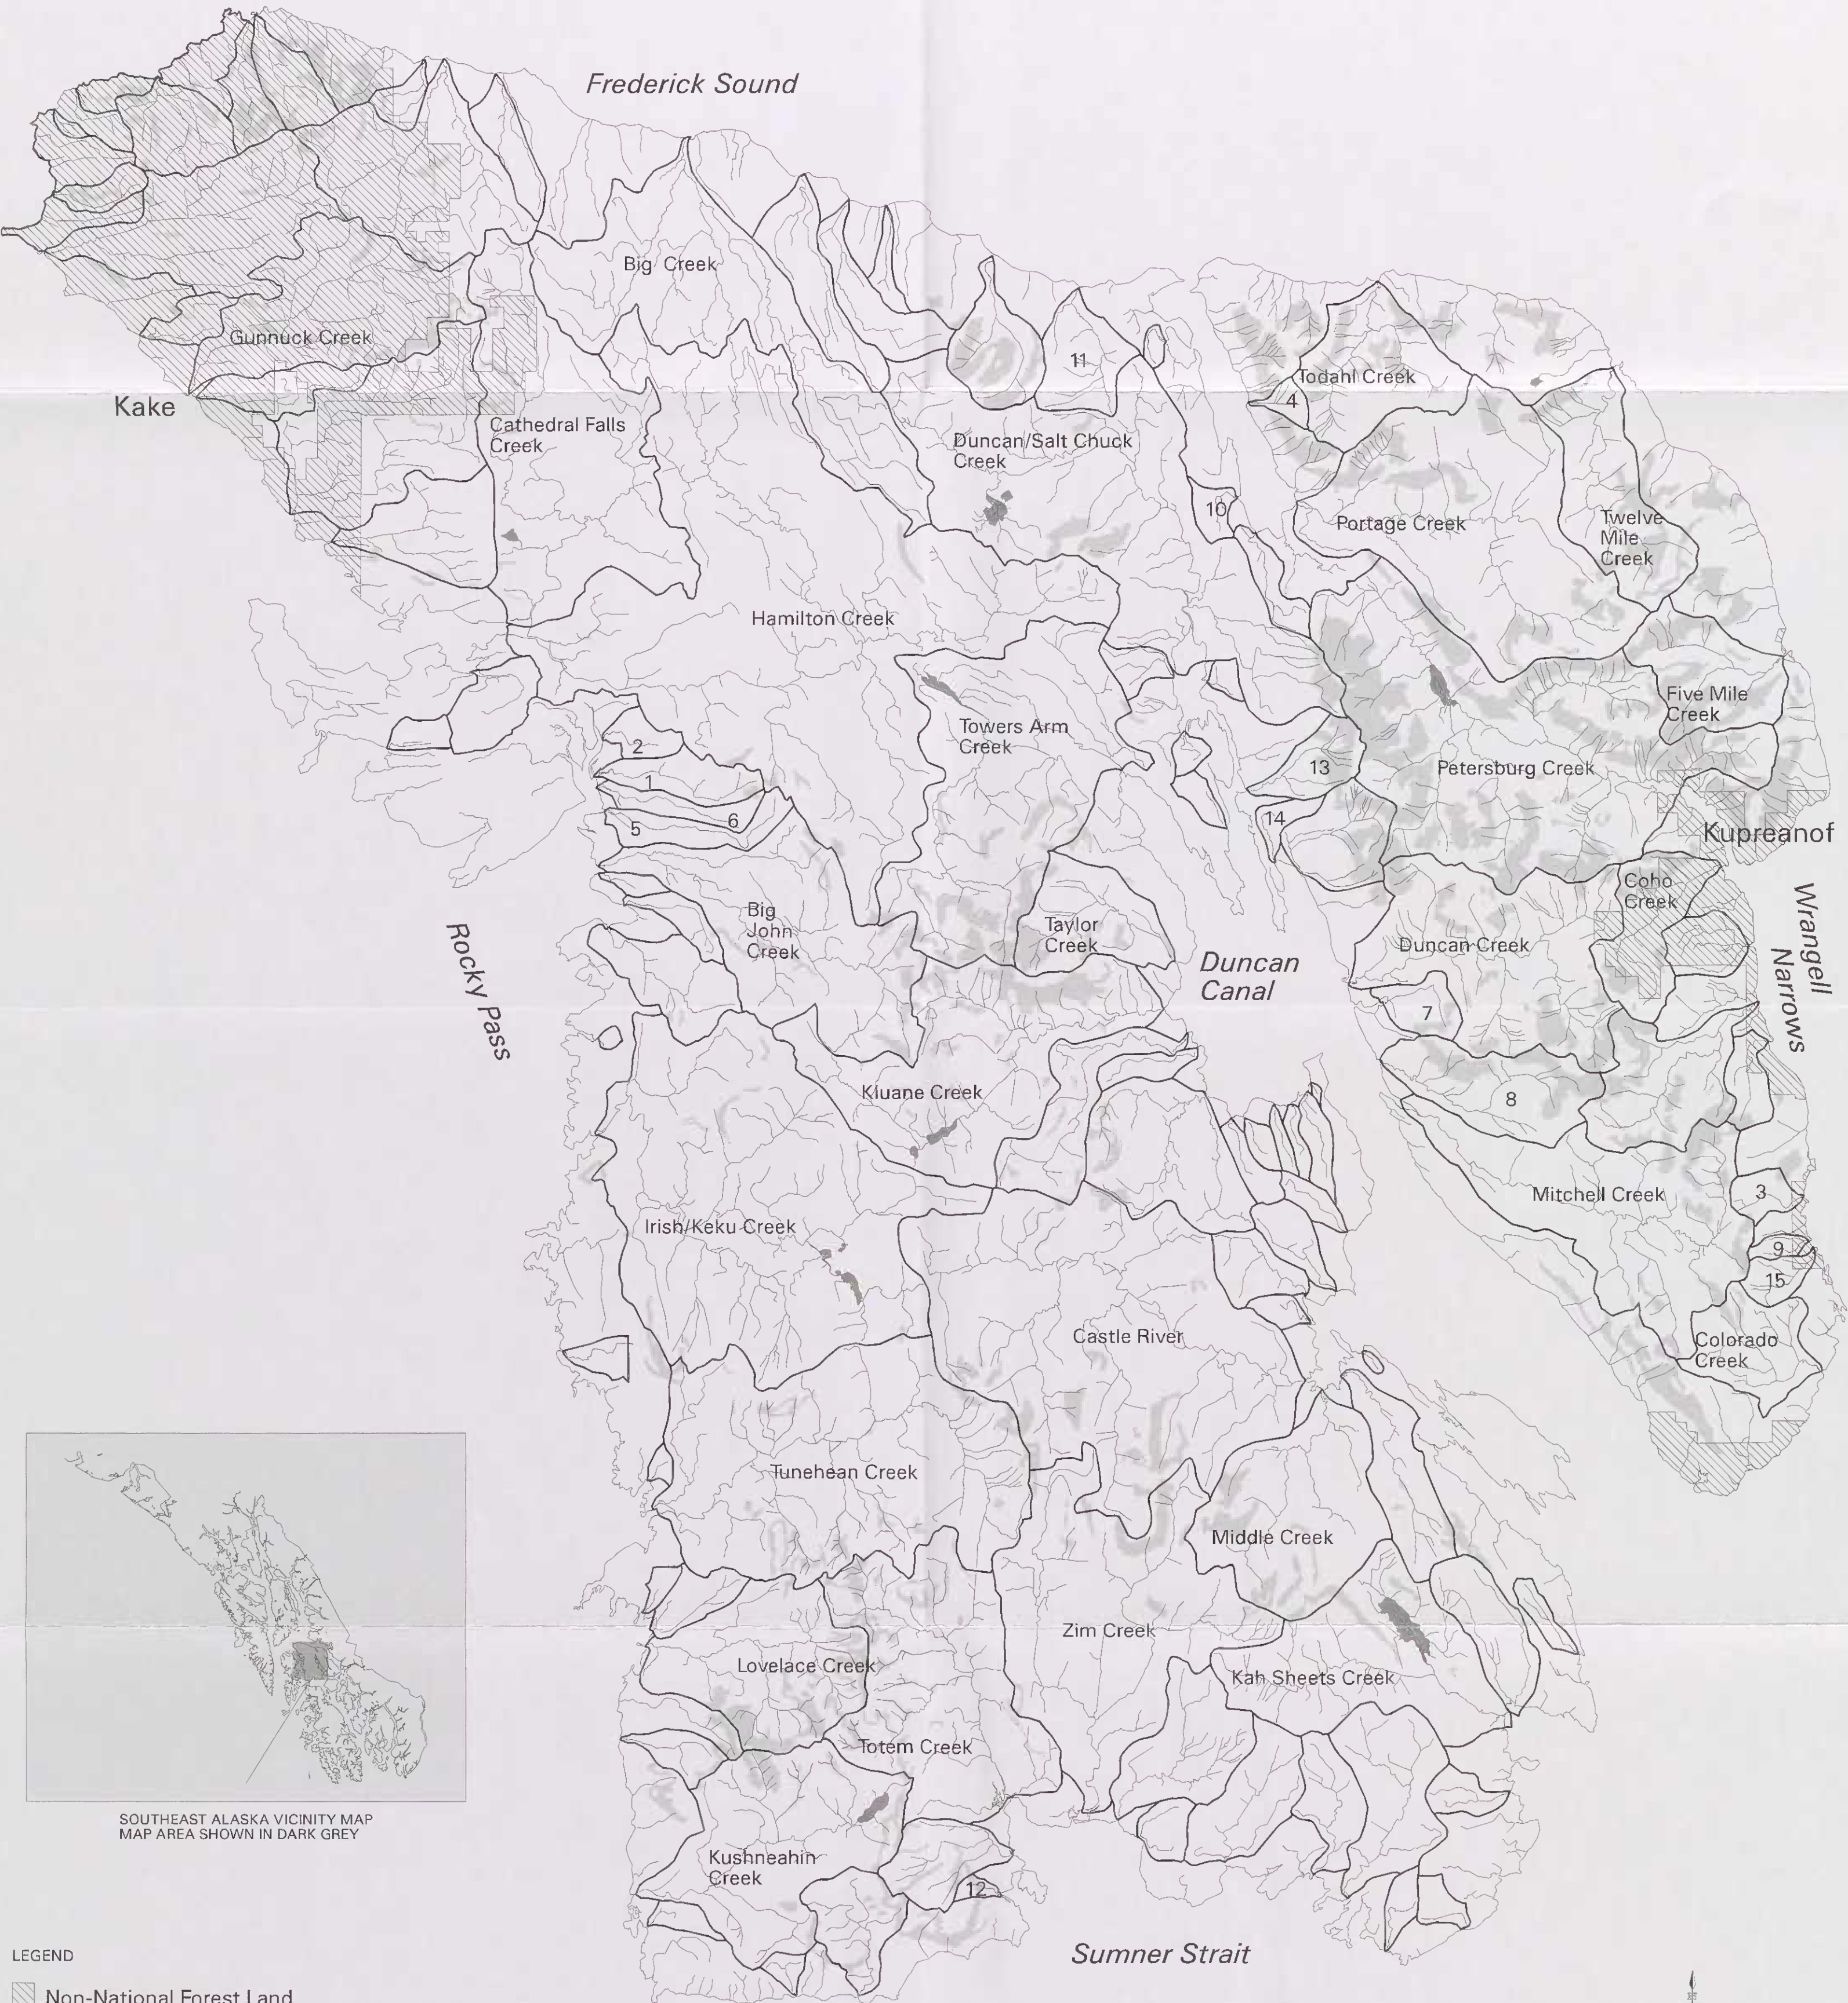 Frederick Sound
Big Creek
Gunnuck Creek
11
Todahl Creek
4
Kake
Cathedral Falls
Creek
Duncan/Salt Chuck
Creek
10
Portage Creek
Twelve
Mile
Creek
Hamilton Creek
Five Mile
Creek
Towers Arm
Creek
2
13
Petersburg Creek
1
6
5
14
Kupreanof
Coho
Creek
Big
John
Creek
Taylor
Creek
Duncan
Canal
Duncan Creek
Wrangell
Narrows
Rocky Pass
7
Kluane Creek
8
Mitchell Creek
3
Irish/Keku Creek
9
15
Castle River
Colorado
Creek
Tunehean Creek
Middle Creek
Zim Creek
Lovelace Creek
Kah Sheets Creek
Totem Creek
SOUTHEAST ALASKA VICINITY MAP
MAP AREA SHOWN IN DARK GREY
Kushneahin
Creek
12
Sumner Strait
LEGEND
Non-National Forest Land